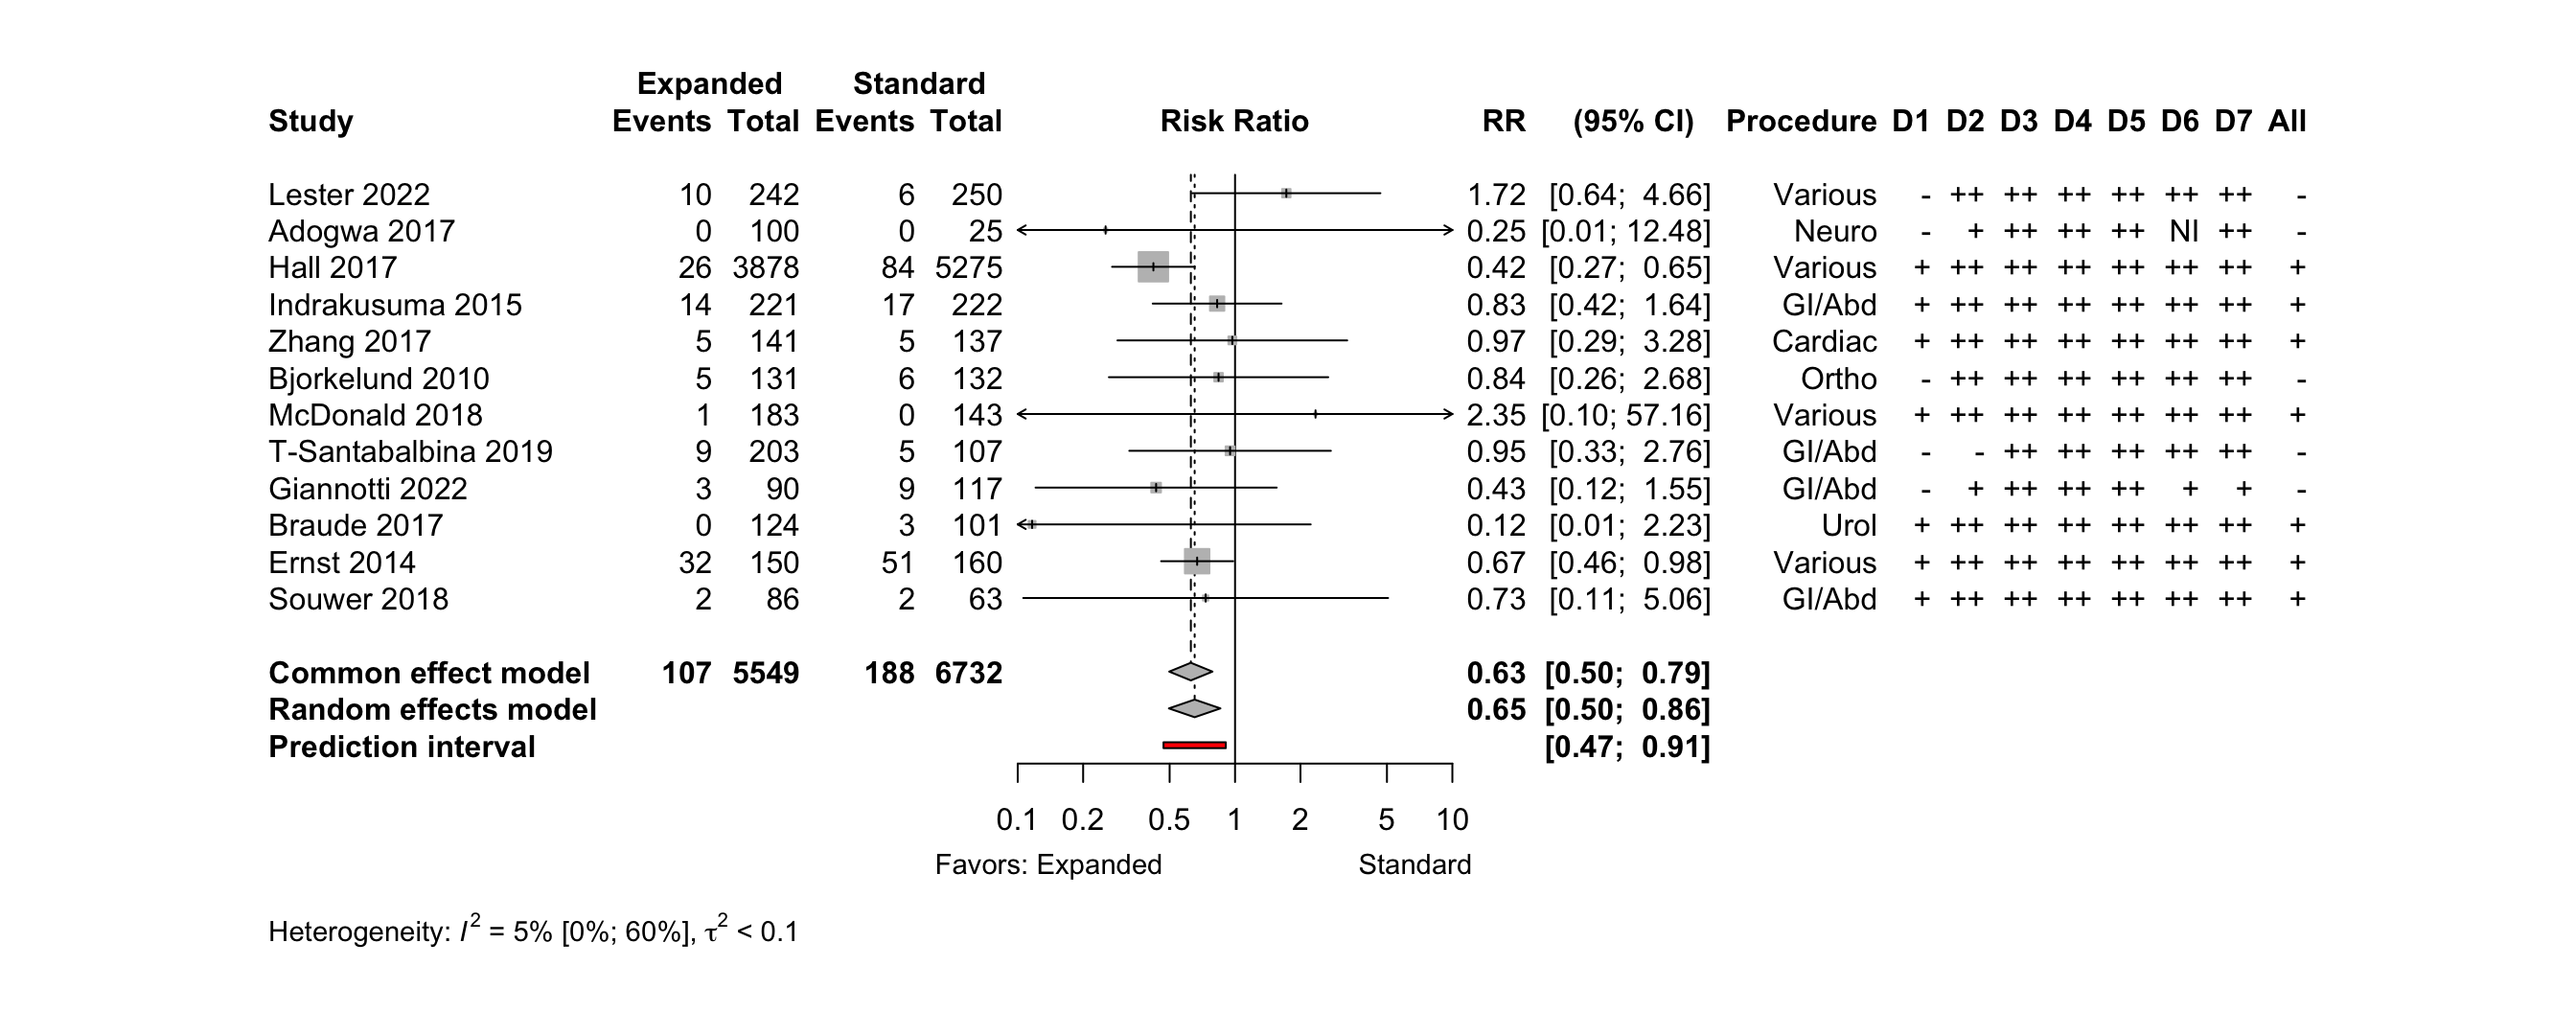 Expanded Standard
Study Events Total Events Total Risk Ratio RR (95% CI) Procedure D1 D2 D3 D4 D5 D6 D7 All
Lester 2022 10 242 6 250 1.72 [0.64; 4.66] Various - ++ ++ ++ ++ ++ ++ -
Adogwa 2017 0 100 0 25 0.25 [0.01; 12.48] Neuro - + ++ ++ ++ NI ++ -
Hall 2017 26 3878 84 5275 0.42 [0.27; 0.65] Various + ++ ++ ++ ++ ++ ++ +
Indrakusuma 2015 14 221 17 222 0.83 [0.42; 1.64] GI/Abd + ++ ++ ++ ++ ++ ++ +
Zhang 2017 5 141 5 137 0.97 [0.29; 3.28] Cardiac + ++ ++ ++ ++ ++ ++ +
Bjorkelund 2010 5 131 6 132 0.84 [0.26; 2.68] Ortho - ++ ++ ++ ++ ++ ++ -
McDonald 2018 1 183 0 143 2.35 [0.10; 57.16] Various + ++ ++ ++ ++ ++ ++ +
T-Santabalbina 2019 9 203 5 107 0.95 [0.33; 2.76] GI/Abd - - ++ ++ ++ ++ ++ -
Giannotti 2022 3 90 9 117 0.43 [0.12; 1.55] GI/Abd - + ++ ++ ++ + + -
Braude 2017 0 124 3 101 0.12 [0.01; 2.23] Urol + ++ ++ ++ ++ ++ ++ +
Ernst 2014 32 150 51 160 0.67 [0.46; 0.98] Various + ++ ++ ++ ++ ++ ++ +
Souwer 2018 2 86 2 63 0.73 [0.11; 5.06] GI/Abd + ++ ++ ++ ++ ++ ++ +
Common effect model 107 5549 188 6732 0.63 [0.50; 0.79]
Random effects model 0.65 [0.50; 0.86]
Prediction interval [0.47; 0.91]
0.1 0.2 0.5 1 2 5 10
Favors: Expanded Standard
Heterogeneity: I² = 5% [0%; 60%], τ² < 0.1